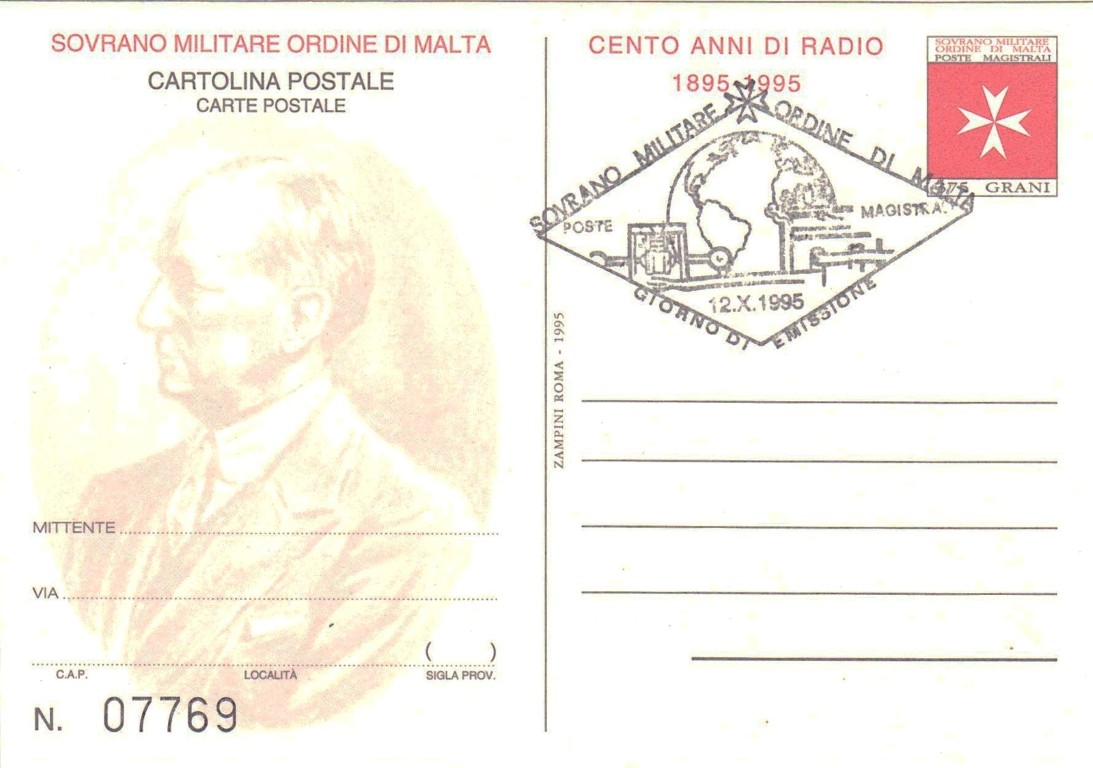 SOVRANO MILITARE ORDINE DI MALTA
CARTOLINA POSTALE
CARTE POSTALE
MITTENTE
VIA
( )
C.A.P. LOCALITÀ SIGLA PROV.
N. 07769
ZAMPINI ROMA - 1995
CENTO ANNI DI RADIO
1895-1995
SOVRANO MILITARE
ORDINE DI MALTA
POSTE MAGISTRALI
GRANI
SOVRANO MILITARE ORDINE DI MALTA
POSTE MAGISTRALI
12.X.1995
GIORNO DI EMISSIONE